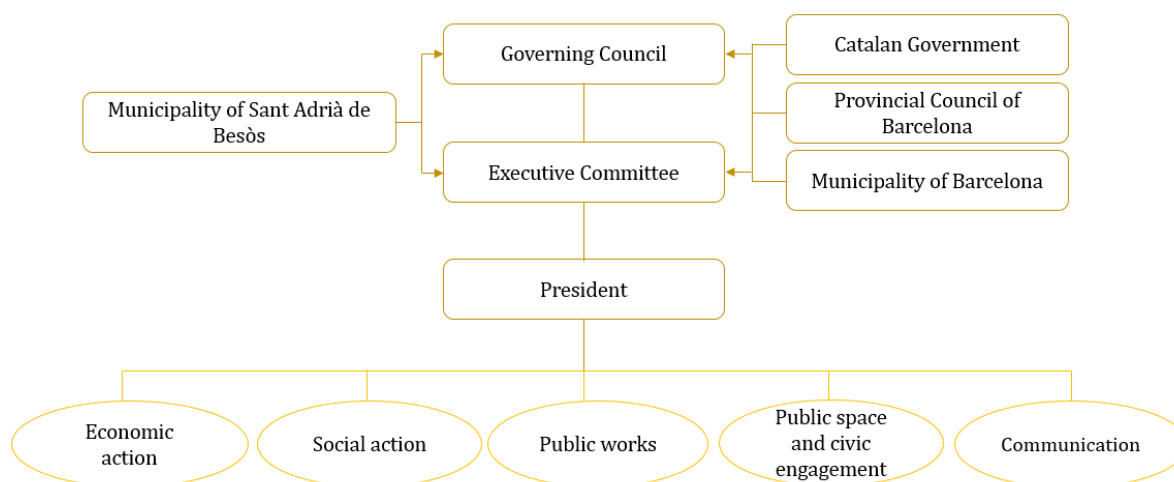 Governing Council
Catalan Government
Municipality of Sant Adrià de
Besòs
Provincial Council of
Barcelona
Executive Committee
Municipality of Barcelona
President
Economic
action
Social action
Public works
Public space
and civic
engagement
Communication